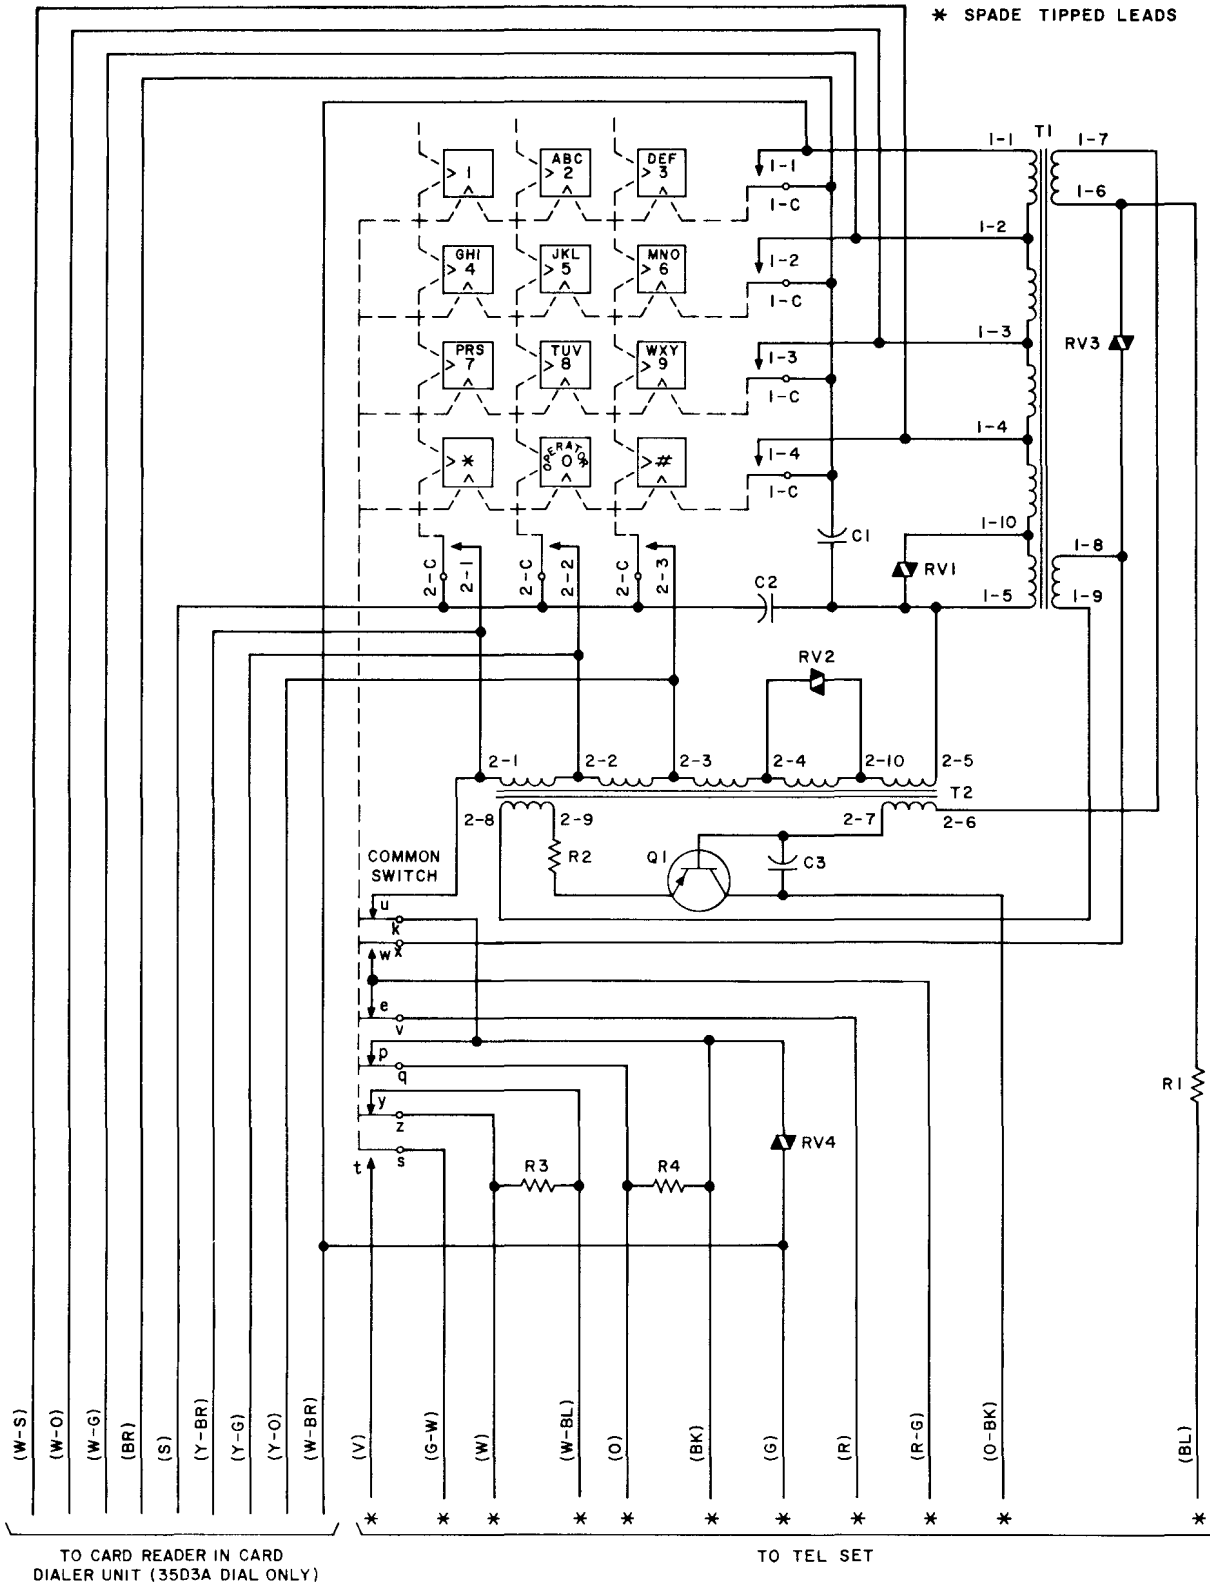 * SPADE TIPPED LEADS
T1
1-1
1-7
1-6
1
ABC
2
DEF
3
1-1
1-C
1-2
GHI
4
JKL
5
MNO
6
1-2
1-C
1-3
RV3
PRS
7
TUV
8
WXY
9
1-3
1-C
1-4
*
OPERATOR
0
#
1-4
1-C
1-10
C1
1-8
2-C
2-1
2-C
2-2
2-C
2-3
RV1
C2
1-5
1-9
RV2
2-1
2-2
2-3
2-4
2-10
2-5
T2
2-8
2-9
2-7
2-6
R2
Q1
C3
COMMON
SWITCH
u
k
x
w
e
v
p
q
y
z
s
t
R1
RV4
R3
R4
(W-S)
(W-O)
(W-G)
(BR)
(S)
(Y-BR)
(Y-G)
(Y-O)
(W-BR)
(V)
(G-W)
(W)
(W-BL)
(O)
(BK)
(G)
(R)
(R-G)
(O-BK)
(BL)
* * * * * * * * * * *
TO CARD READER IN CARD
DIALER UNIT (35D3A DIAL ONLY)
TO TEL SET